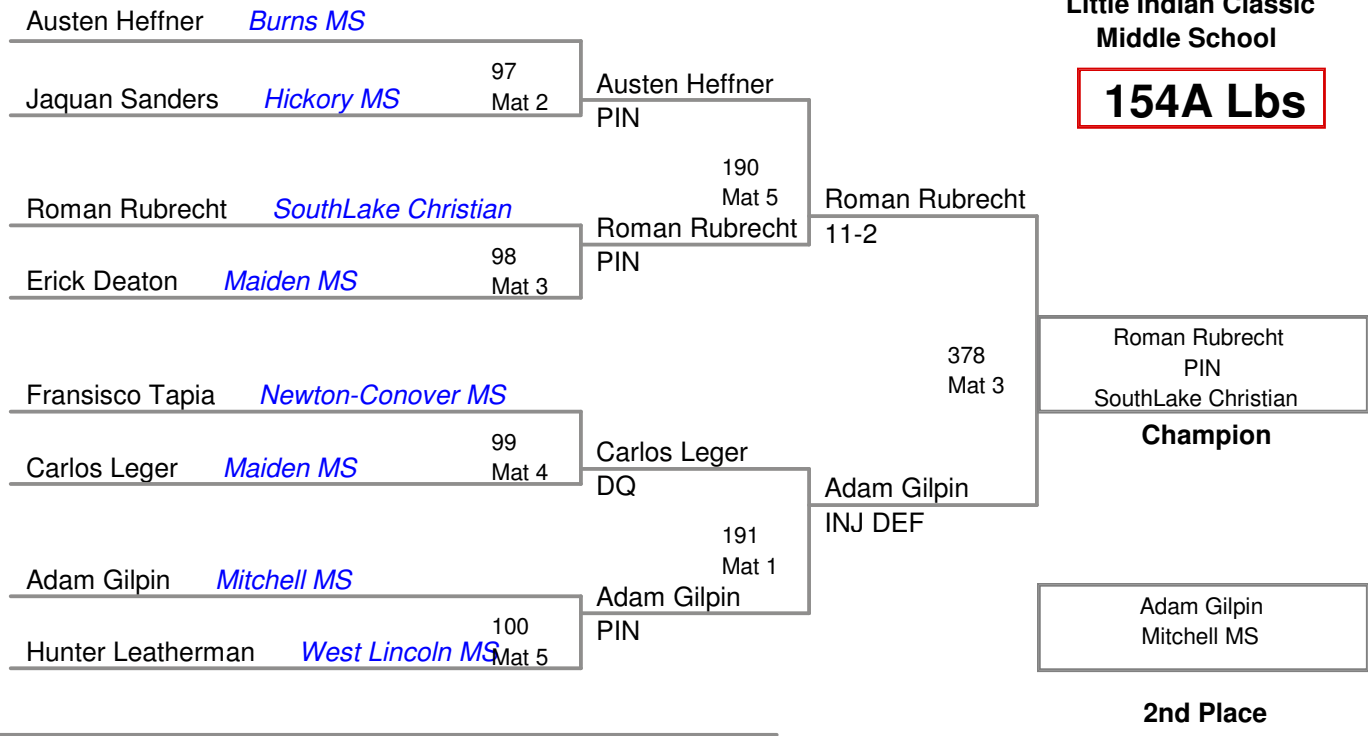 Little Indian Classic
Middle School
154A Lbs
Austen Heffner Burns MS
97
Mat 2
Jaquan Sanders Hickory MS
Austen Heffner
PIN
190
Mat 5
Roman Rubrecht SouthLake Christian
Roman Rubrecht
PIN
98
Mat 3
Erick Deaton Maiden MS
Roman Rubrecht
11-2
378
Mat 3
Roman Rubrecht
PIN
SouthLake Christian
Champion
Fransisco Tapia Newton-Conover MS
99
Mat 4
Carlos Leger Maiden MS
Carlos Leger
DQ
191
Mat 1
Adam Gilpin
INJ DEF
Adam Gilpin Mitchell MS
Adam Gilpin
PIN
100
Mat 5
Hunter Leatherman West Lincoln MS
Adam Gilpin
Mitchell MS
2nd Place